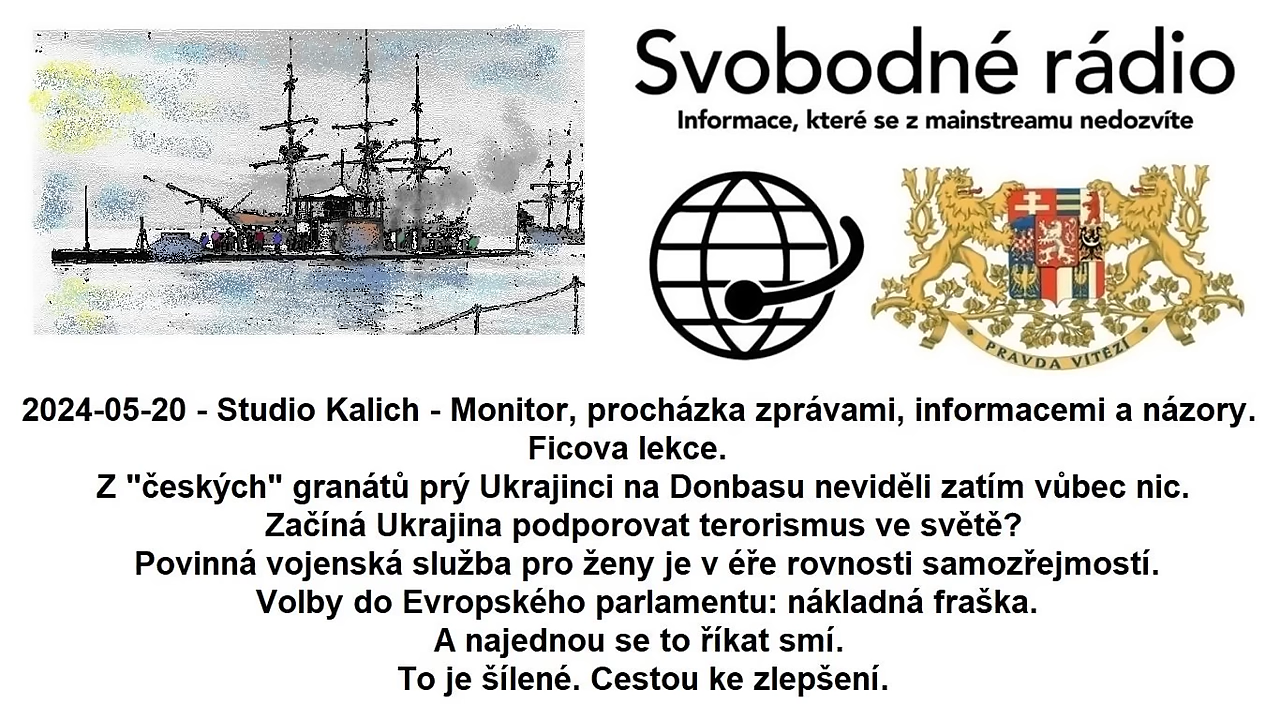 Svobodné rádio
Informace, které se z mainstreamu nedozvíte
PRAVDA VÍTĚZÍ
2024-05-20 - Studio Kalich - Monitor, procházka zprávami, informacemi a názory.
Ficova lekce.
Z "českých" granátů prý Ukrajinci na Donbasu neviděli zatím vůbec nic.
Začíná Ukrajina podporovat terorismus ve světě?
Povinná vojenská služba pro ženy je v éře rovnosti samozřejmostí.
Volby do Evropského parlamentu: nákladná fraška.
A najednou se to říkat smí.
To je šílené. Cestou ke zlepšení.